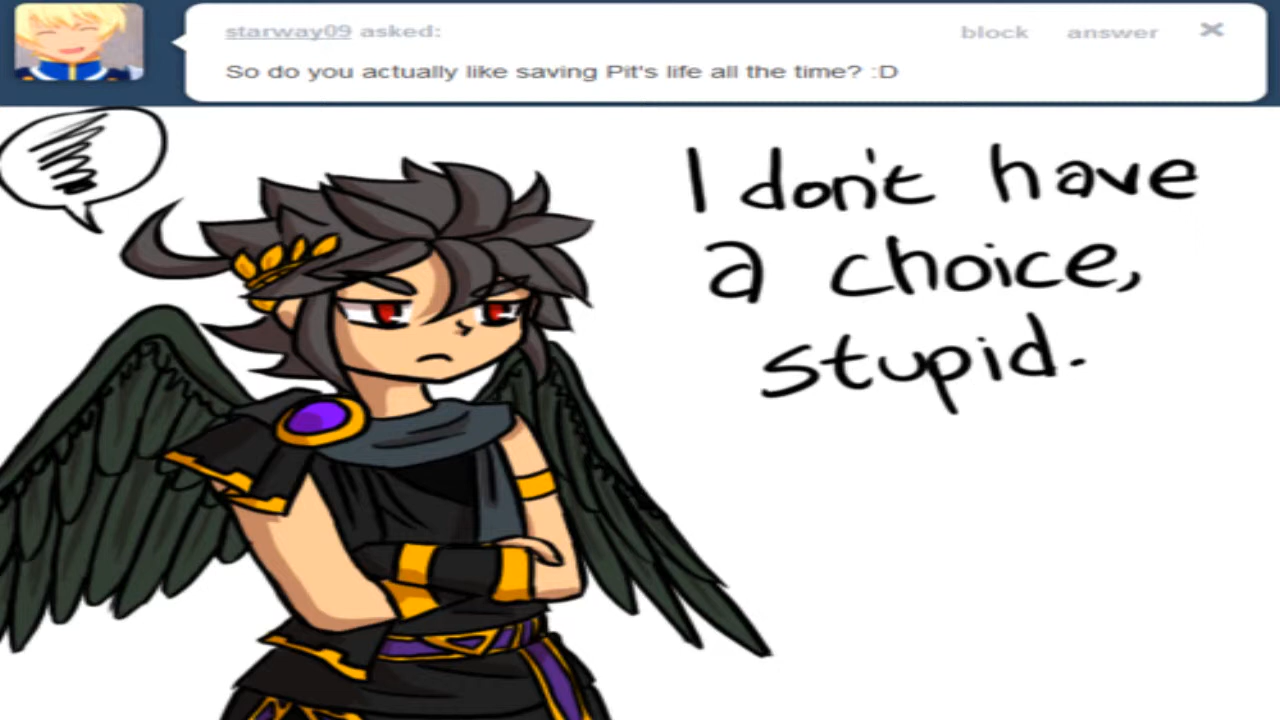 starway09 asked:
block answer
So do you actually like saving Pit's life all the time? :D
I don't have
a choice,
stupid.